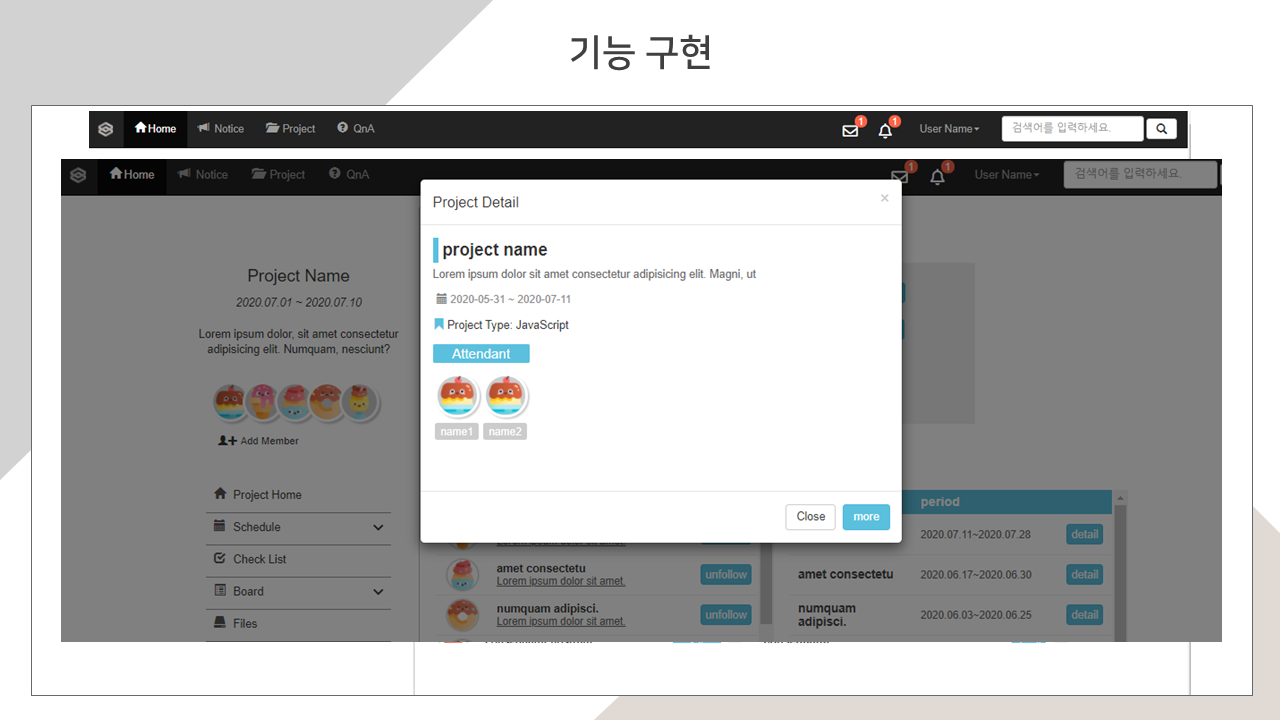 기능 구현
Home Notice Project QnA 1 1 User Name 검색어를 입력하세요.
Home Notice Project QnA 1 1 User Name 검색어를 입력하세요.
Project Name
2020.07.01 ~ 2020.07.10
Lorem ipsum dolor, sit amet consectetur
adipisicing elit. Numquam, nesciunt?
Add Member
Project Home
Schedule
Check List
Board
Files
Project Detail ×
project name
Lorem ipsum dolor sit amet consectetur adipisicing elit. Magni, ut
2020-05-31 ~ 2020-07-11
Project Type: JavaScript
Attendant
name1 name2
Close more
amet consectetu
Lorem ipsum dolor sit amet.
unfollow
numquam adipisci.
Lorem ipsum dolor sit amet.
unfollow
period
2020.07.11~2020.07.28 detail
amet consectetu 2020.06.17~2020.06.30 detail
numquam
adipisci.
2020.06.03~2020.06.25 detail